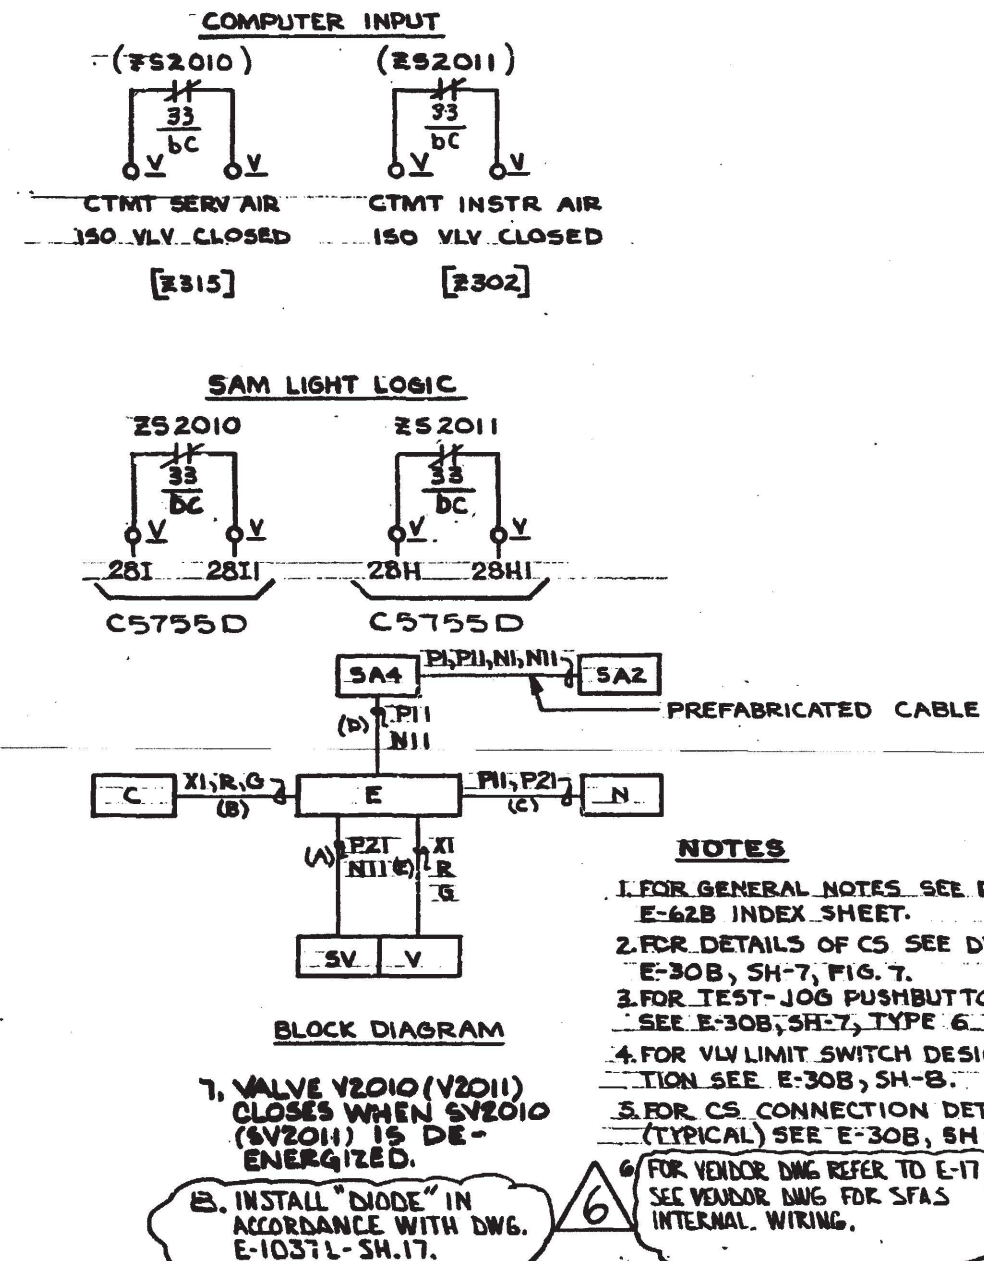 COMPUTER INPUT
(ZS2010) (ZS2011)
33 33
bC bC
V V V V
CTMT SERV AIR CTMT INSTR AIR
ISO VLV CLOSED ISO VLV CLOSED
[Z315] [Z302]
SAM LIGHT LOGIC
ZS2010 ZS2011
33 33
bC bC
V V V V
28I 28I1 28H 28H1
C5755D C5755D
SA4 P1,P11,N1,N11 SA2
(D) P11 PREFABRICATED CABLE
N11
C X1,R,G E P11,P21 N
(B) (C)
(A) P21 (E) X1
N11 R
G
SV V
BLOCK DIAGRAM
7, VALVE V2010 (V2011)
CLOSES WHEN SV2010
(SV2011) IS DE-
ENERGIZED.
8. INSTALL "DIODE" IN
ACCORDANCE WITH DWG.
E-1037L-SH.17.
NOTES
1. FOR GENERAL NOTES SEE
E-62B INDEX SHEET.
2. FOR DETAILS OF CS SEE
E-30B, SH-7, FIG. 7.
3. FOR TEST-JOG PUSHBUTTO
SEE E-30B, SH-7, TYPE 6
4. FOR VLV LIMIT SWITCH DESI
TION SEE E-30B, SH-8.
5. FOR CS CONNECTION DET
(TYPICAL) SEE E-30B, SH
6 FOR VENDOR DWG REFER TO E-17
SEE VENDOR DWG FOR SFAS
INTERNAL WIRING.
6